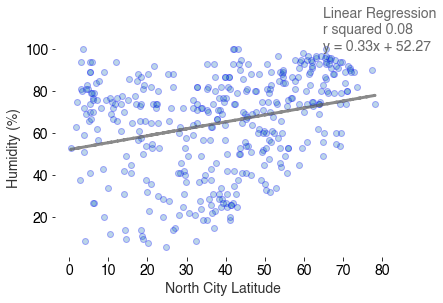 Linear Regression
r squared 0.08
y = 0.33x + 52.27
100
80
60
40
20
Humidity (%)
0 10 20 30 40 50 60 70 80
North City Latitude